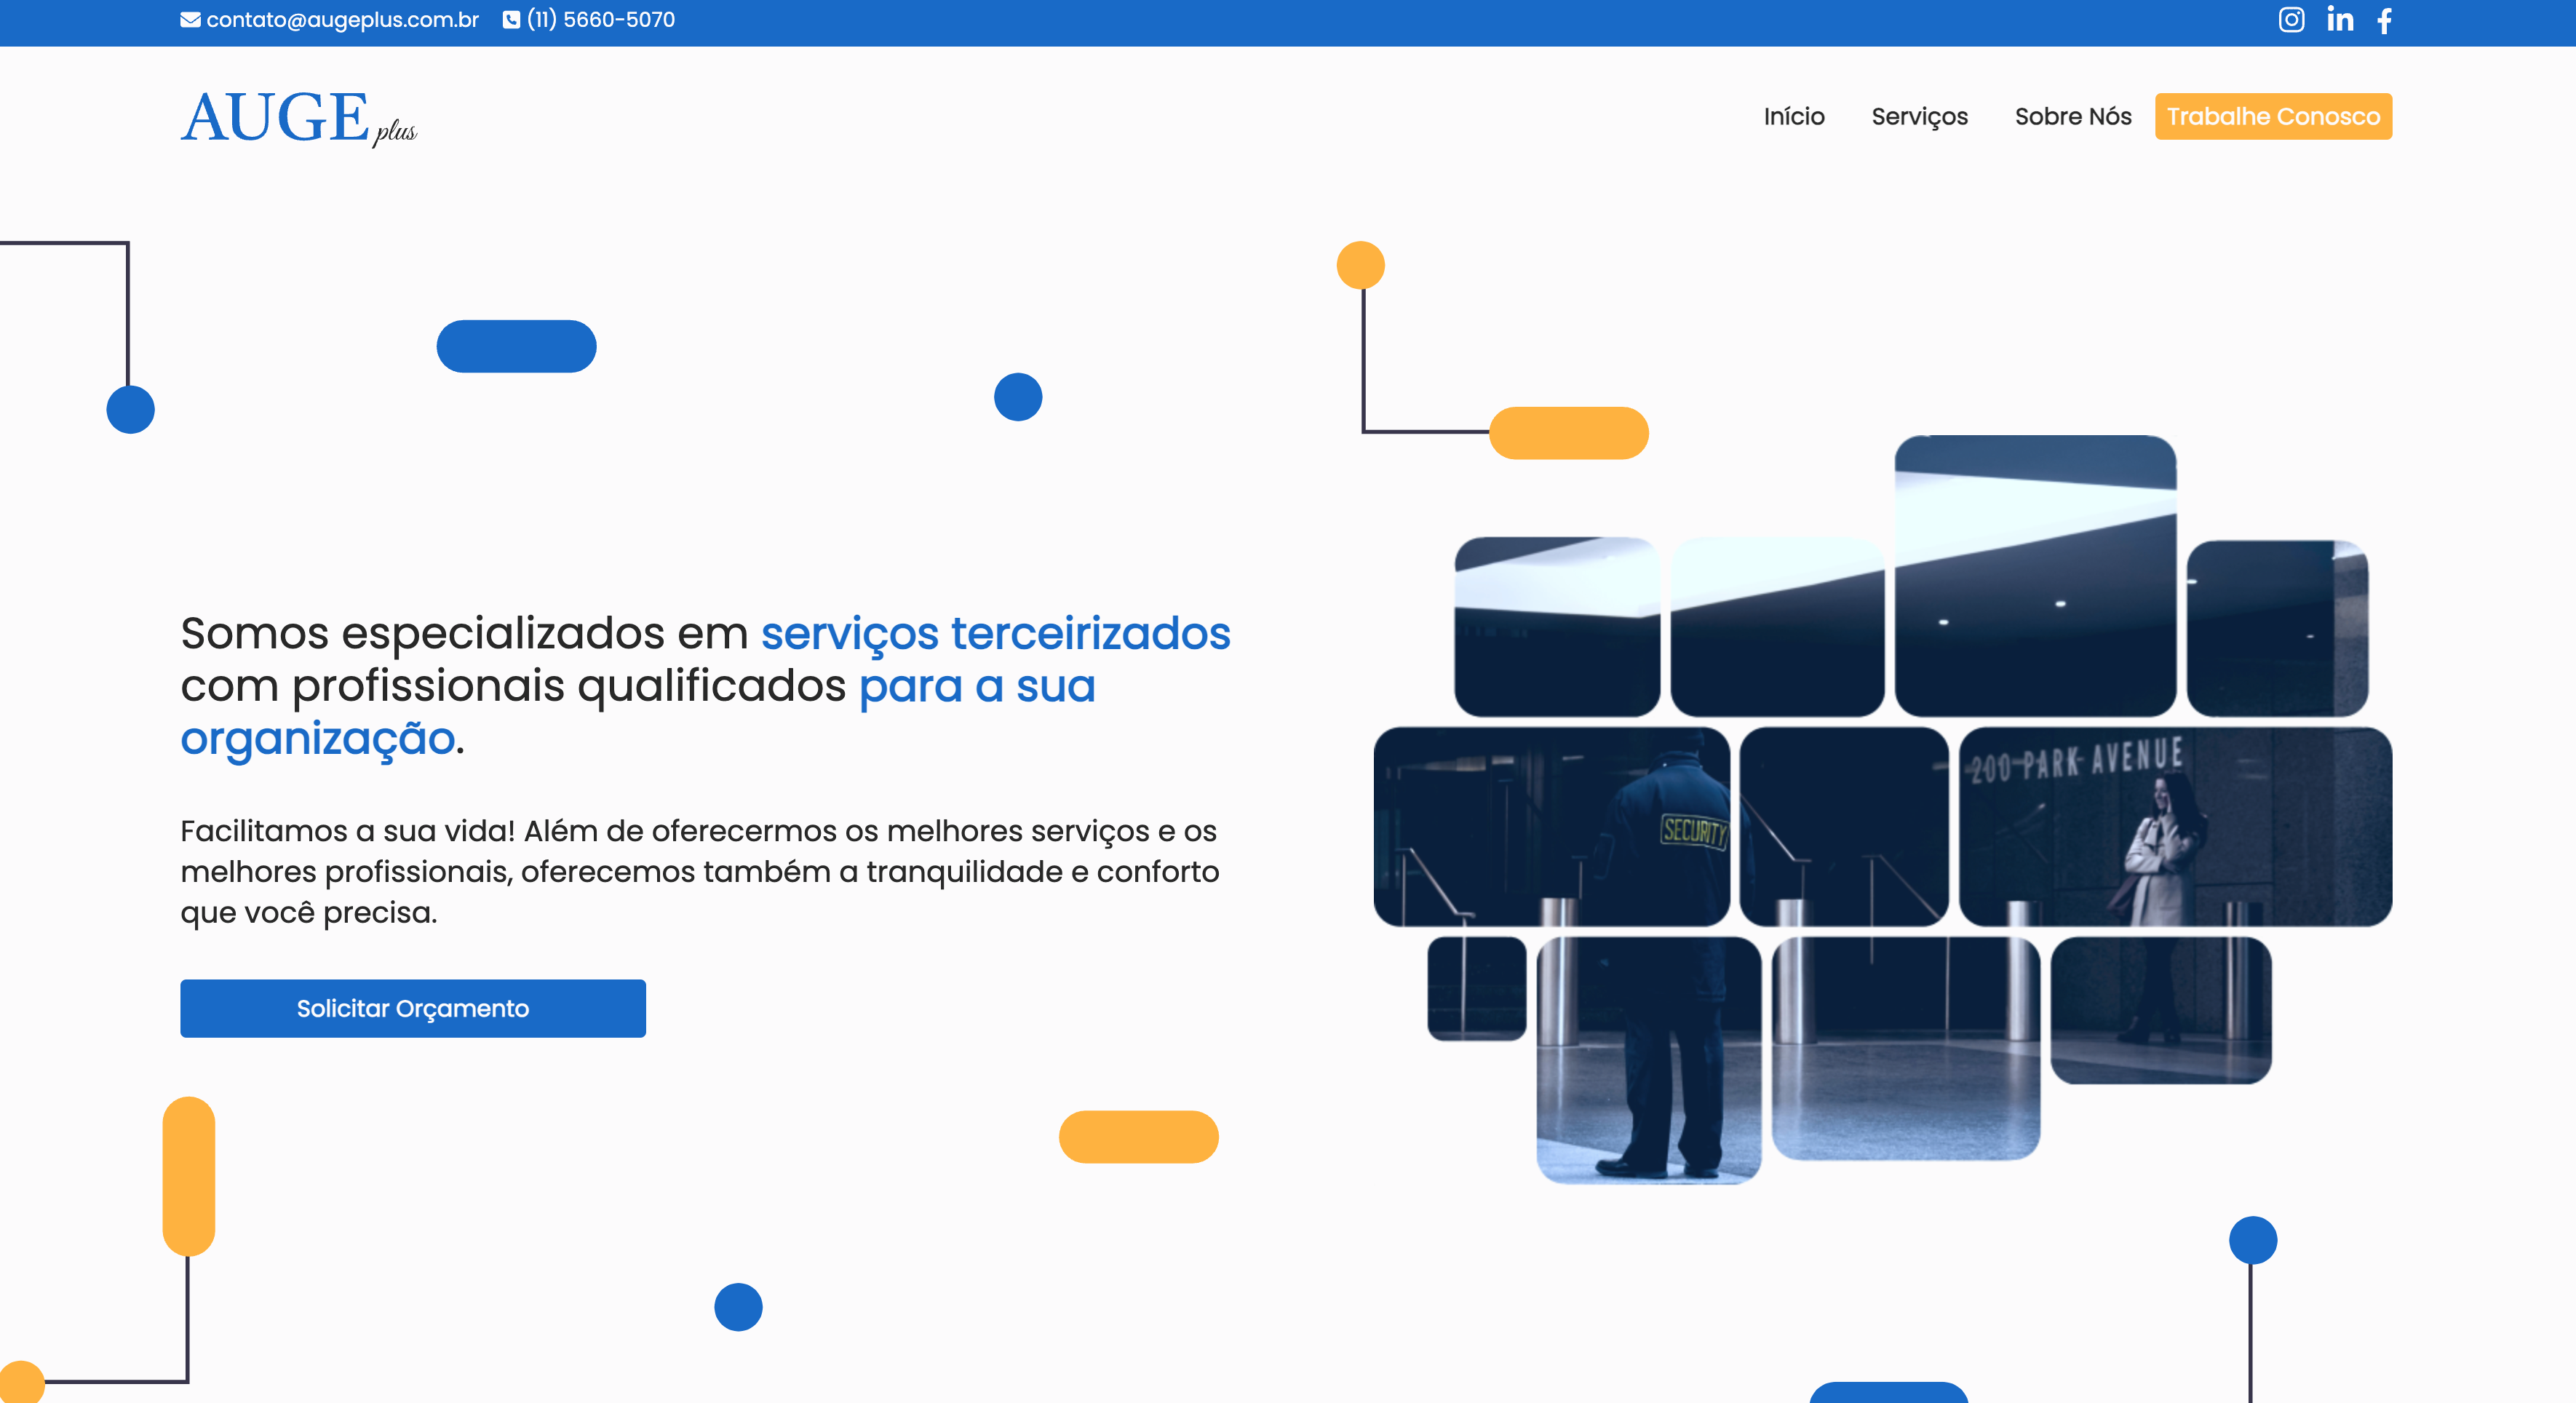 contato@augeplus.com.br (11) 5660-5070
AUGE plus
Início Serviços Sobre Nós Trabalhe Conosco
Somos especializados em serviços terceirizados
com profissionais qualificados para a sua
organização.
Facilitamos a sua vida! Além de oferecermos os melhores serviços e os
melhores profissionais, oferecemos também a tranquilidade e conforto
que você precisa.
Solicitar Orçamento
200 PARK AVENUE
SECURITY